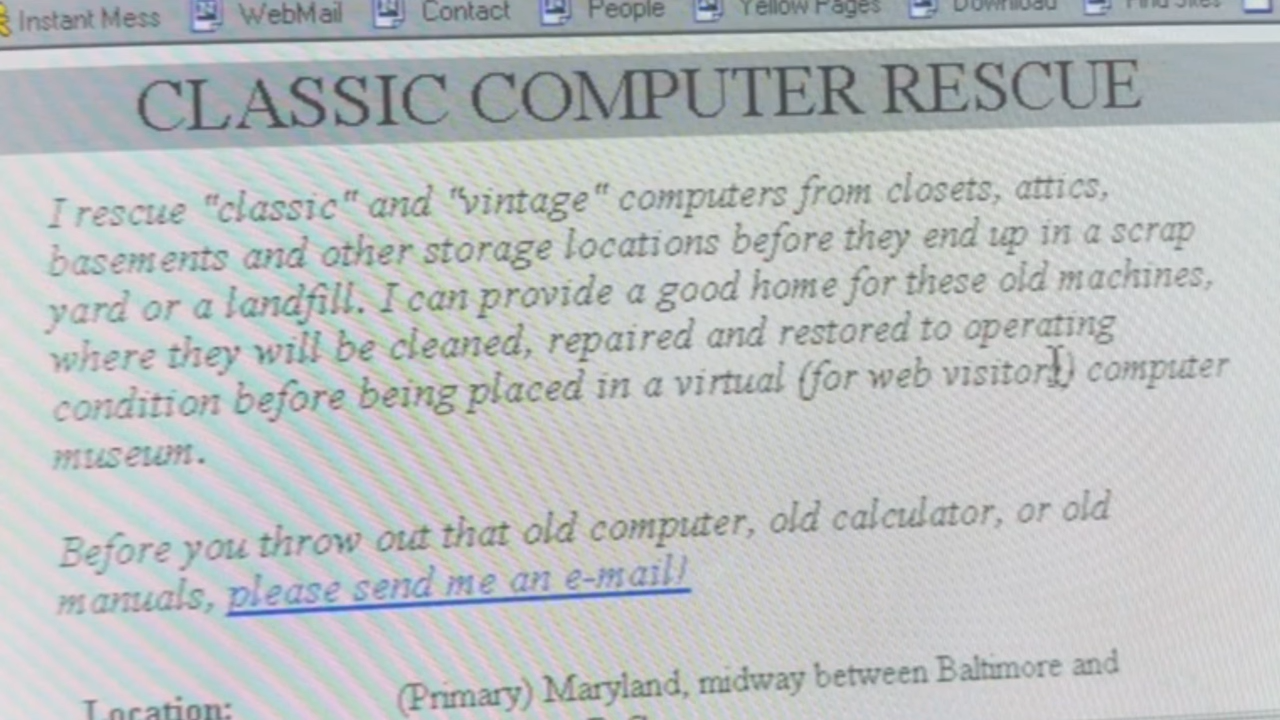 Instant Mess WebMail Contact People Yellow Pages Download Find Sites
CLASSIC COMPUTER RESCUE
I rescue "classic" and "vintage" computers from closets, attics,
basements and other storage locations before they end up in a scrap
yard or a landfill. I can provide a good home for these old machines,
where they will be cleaned, repaired and restored to operating
condition before being placed in a virtual (for web visitors) computer
museum.
Before you throw out that old computer, old calculator, or old
manuals, please send me an e-mail!
Location: (Primary) Maryland, midway between Baltimore and